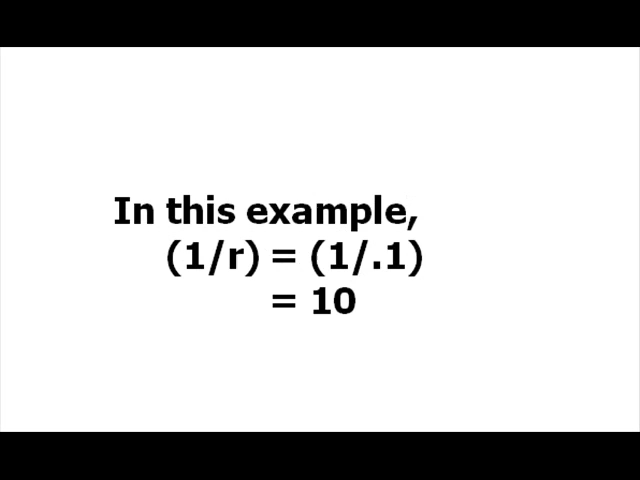 In this example,
(1/r) = (1/.1)
= 10